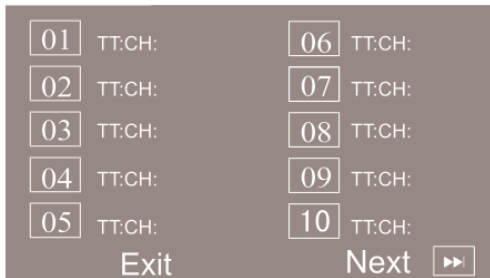 01 TT:CH: 06 TT:CH:
02 TT:CH: 07 TT:CH:
03 TT:CH: 08 TT:CH:
04 TT:CH: 09 TT:CH:
05 TT:CH: 10 TT:CH:
Exit Next